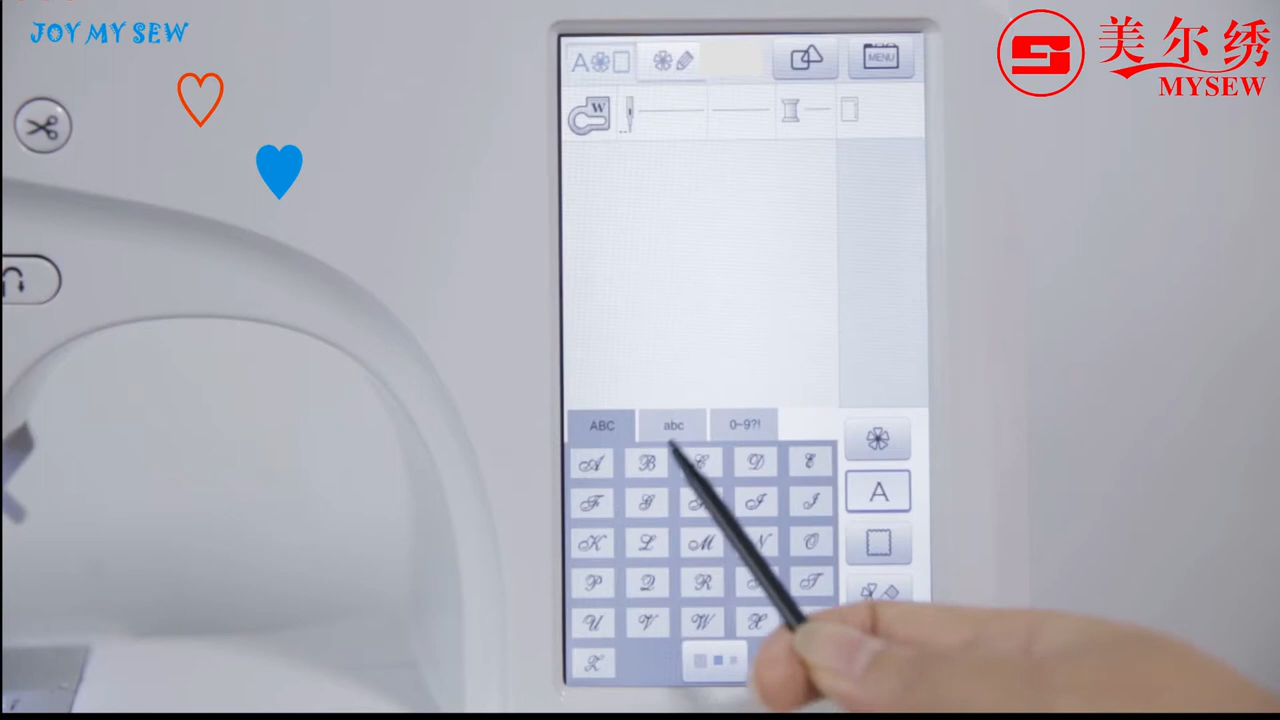 JOY MY SEW
美尔绣
MYSEW
A
MENU
W
ABC abc 0~9?!
A B C D E
F G I J
A
K L M N O
P Q R T
U V W X
Z